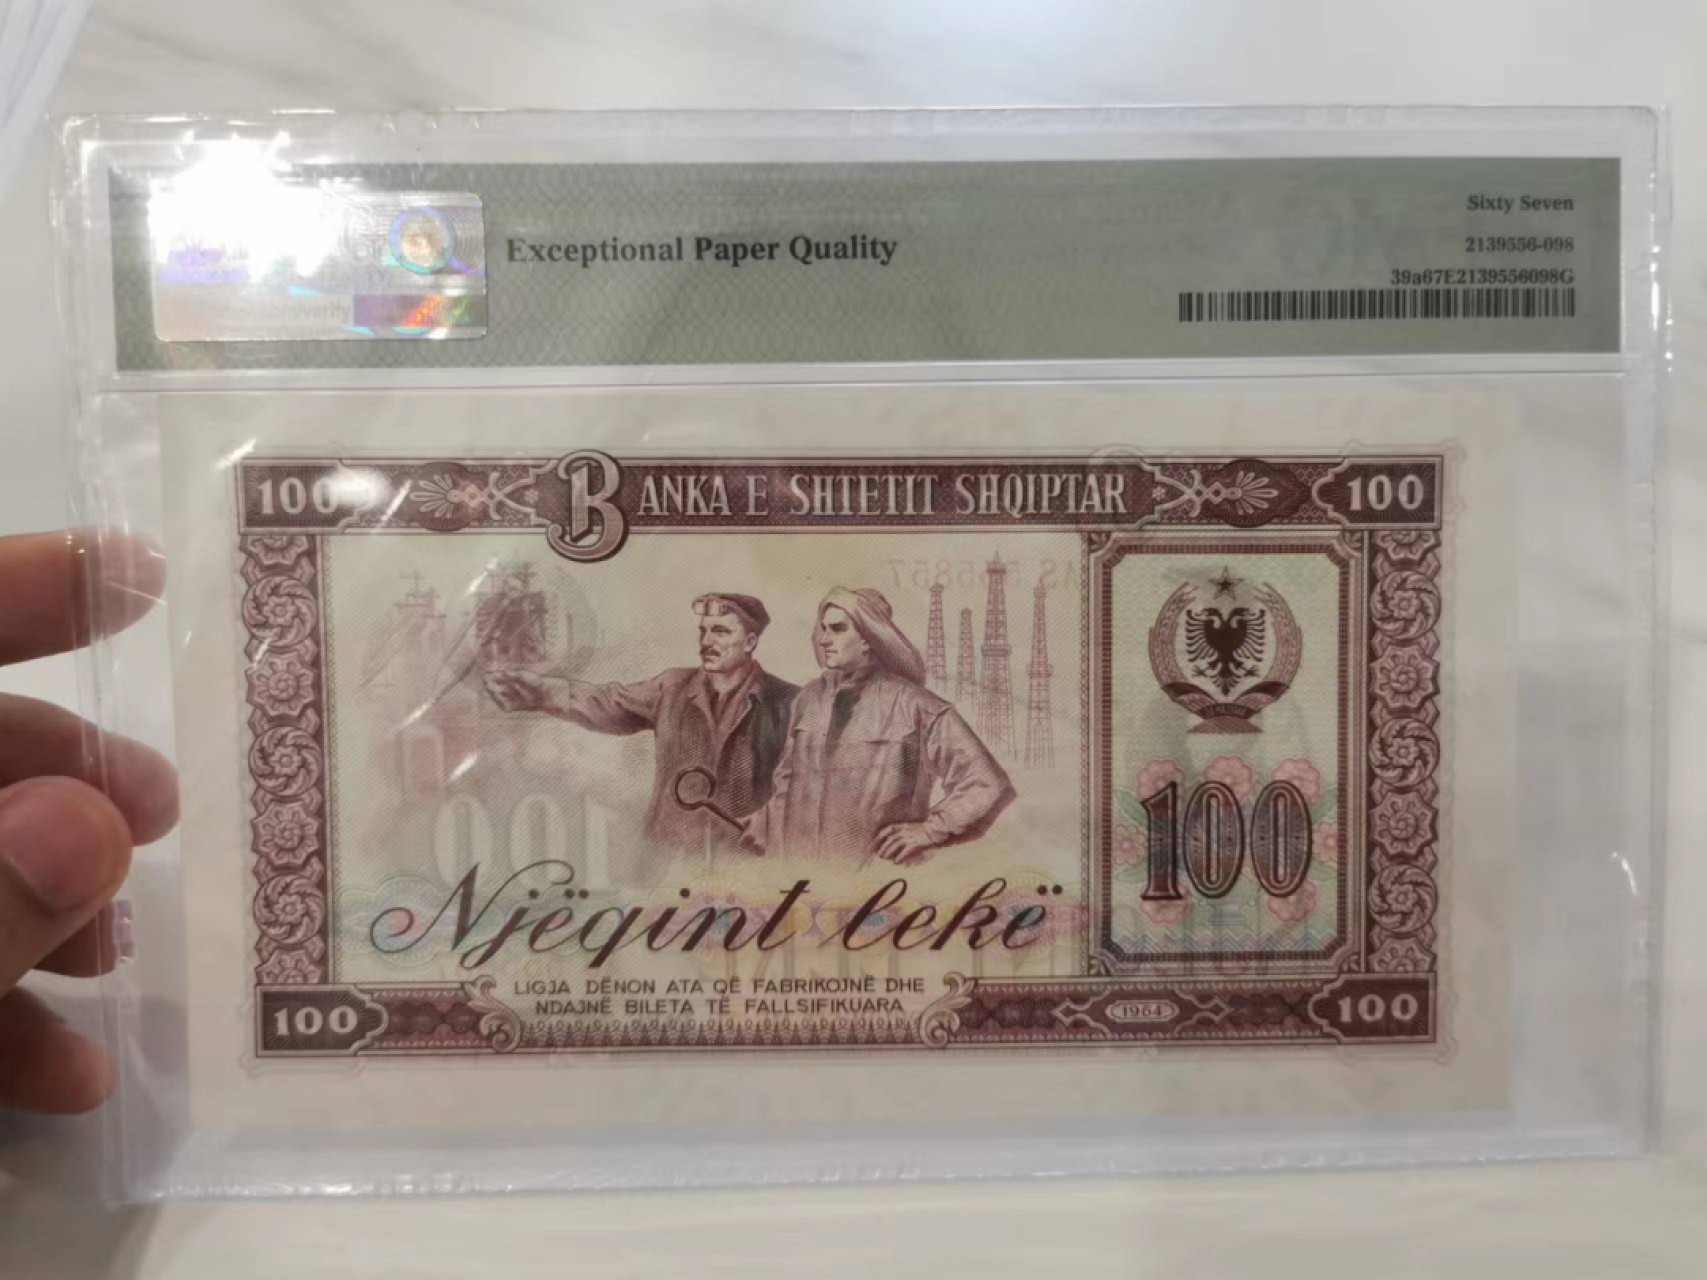 Sixty Seven
Exceptional Paper Quality
2139556-098
39a67E2139556098G
100 BANKA E SHTETIT SHQIPTAR 100
100
Njëqint lekë
LIGJA DËNON ATA QË FABRIKOJNË DHE
NDAJNË BILETA TË FALLSIFIKUARA
100 1964 100